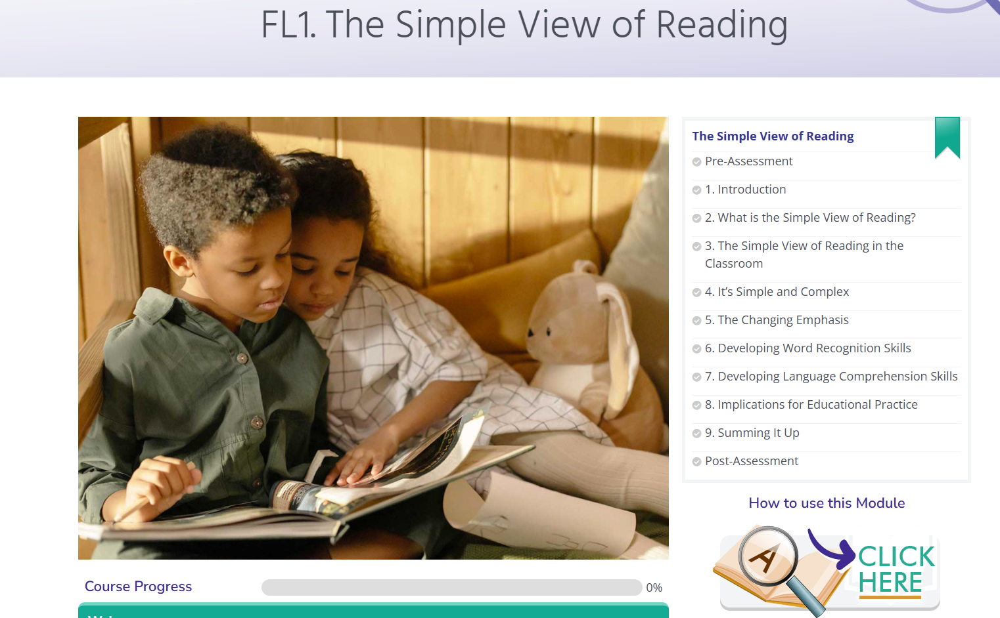 FL1. The Simple View of Reading
The Simple View of Reading
Pre-Assessment
1. Introduction
2. What is the Simple View of Reading?
3. The Simple View of Reading in the
Classroom
4. It’s Simple and Complex
5. The Changing Emphasis
6. Developing Word Recognition Skills
7. Developing Language Comprehension Skills
8. Implications for Educational Practice
9. Summing It Up
Post-Assessment
How to use this Module
A
CLICK
HERE
Course Progress
0%